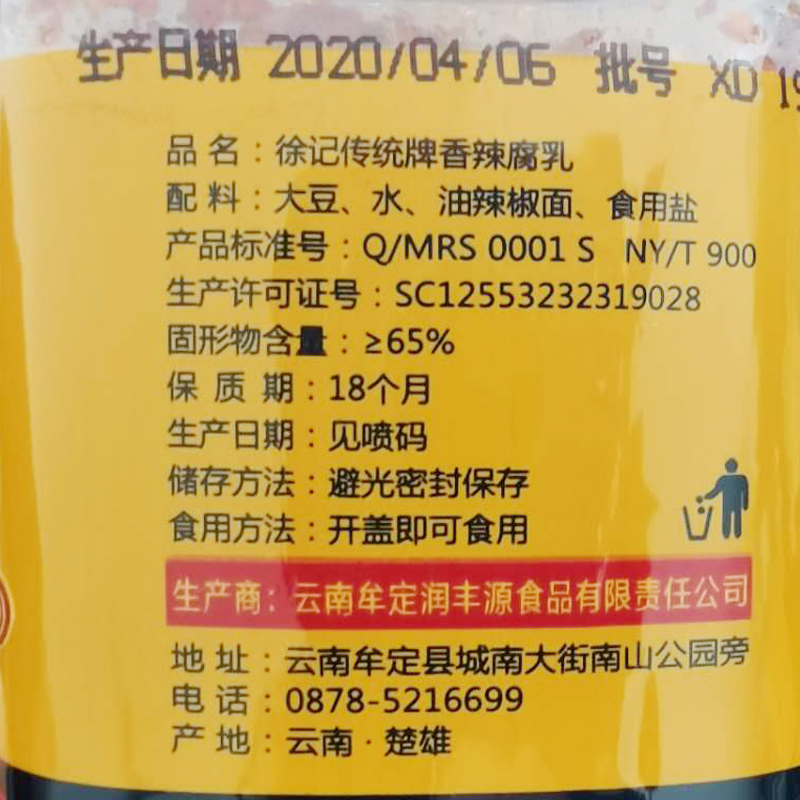 生产日期 2020/04/06 批号 XD 19
品名：徐记传统牌香辣腐乳
配料：大豆、水、油辣椒面、食用盐
产品标准号：Q/MRS 0001 S NY/T 900
生产许可证号：SC12553232319028
固形物含量：≥65%
保质期：18个月
生产日期：见喷码
储存方法：避光密封保存
食用方法：开盖即可食用
生产商：云南牟定润丰源食品有限责任公司
地址：云南牟定县城南大街南山公园旁
电话：0878-5216699
产地：云南·楚雄